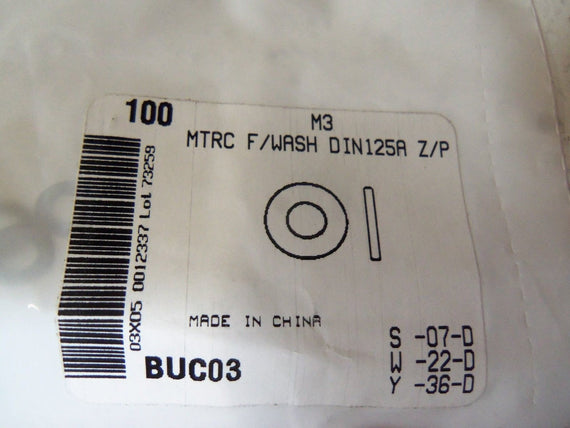 100
M3
MTRC F/WASH DIN125A Z/P
03X05 0012337 Lot 73259
MADE IN CHINA
BUC03
S -07-D
W -22-D
Y -36-D